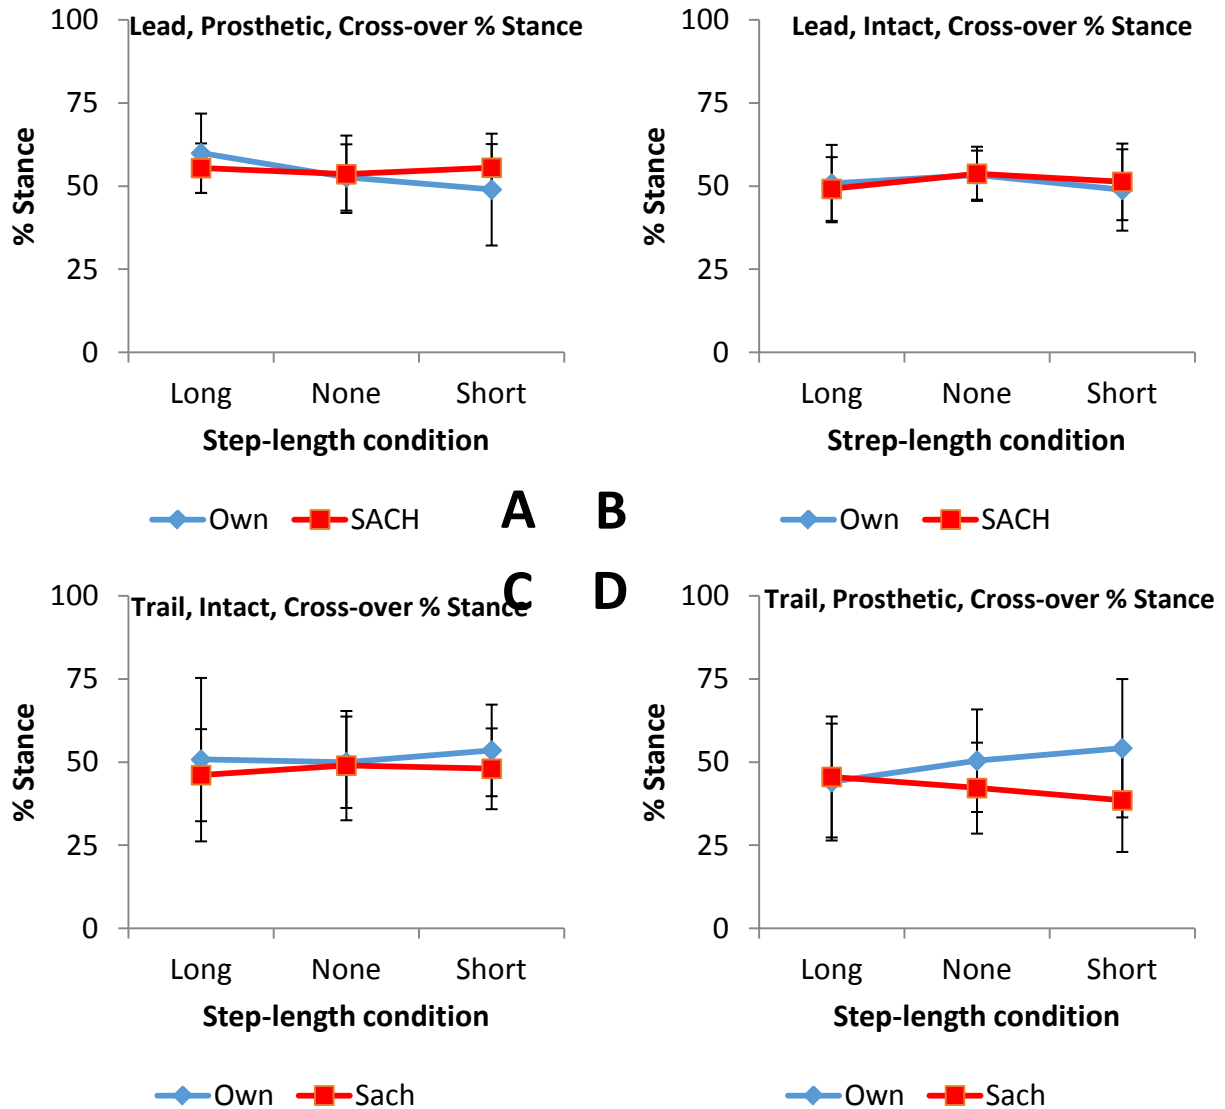 Lead, Prosthetic, Cross-over % Stance
100
75
50
25
0
% Stance
Long None Short
Step-length condition
Own SACH
A
Lead, Intact, Cross-over % Stance
100
75
50
25
0
% Stance
Long None Short
Strep-length condition
Own SACH
B
Trail, Intact, Cross-over % Stance
100
75
50
25
0
% Stance
Long None Short
Step-length condition
Own Sach
C
Trail, Prosthetic, Cross-over % Stance
100
75
50
25
0
% Stance
Long None Short
Step-length condition
Own Sach
D